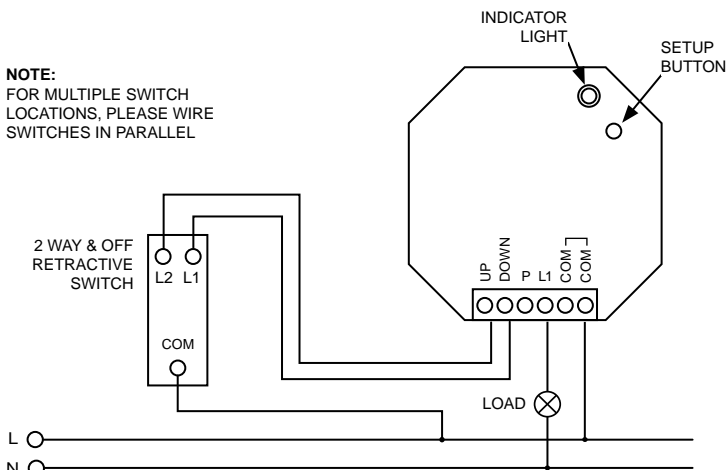 INDICATOR
LIGHT
SETUP
BUTTON
NOTE:
FOR MULTIPLE SWITCH
LOCATIONS, PLEASE WIRE
SWITCHES IN PARALLEL
2 WAY & OFF
RETRACTIVE
SWITCH
L2 L1
COM
UP DOWN P L1 COM COM
LOAD
L
N